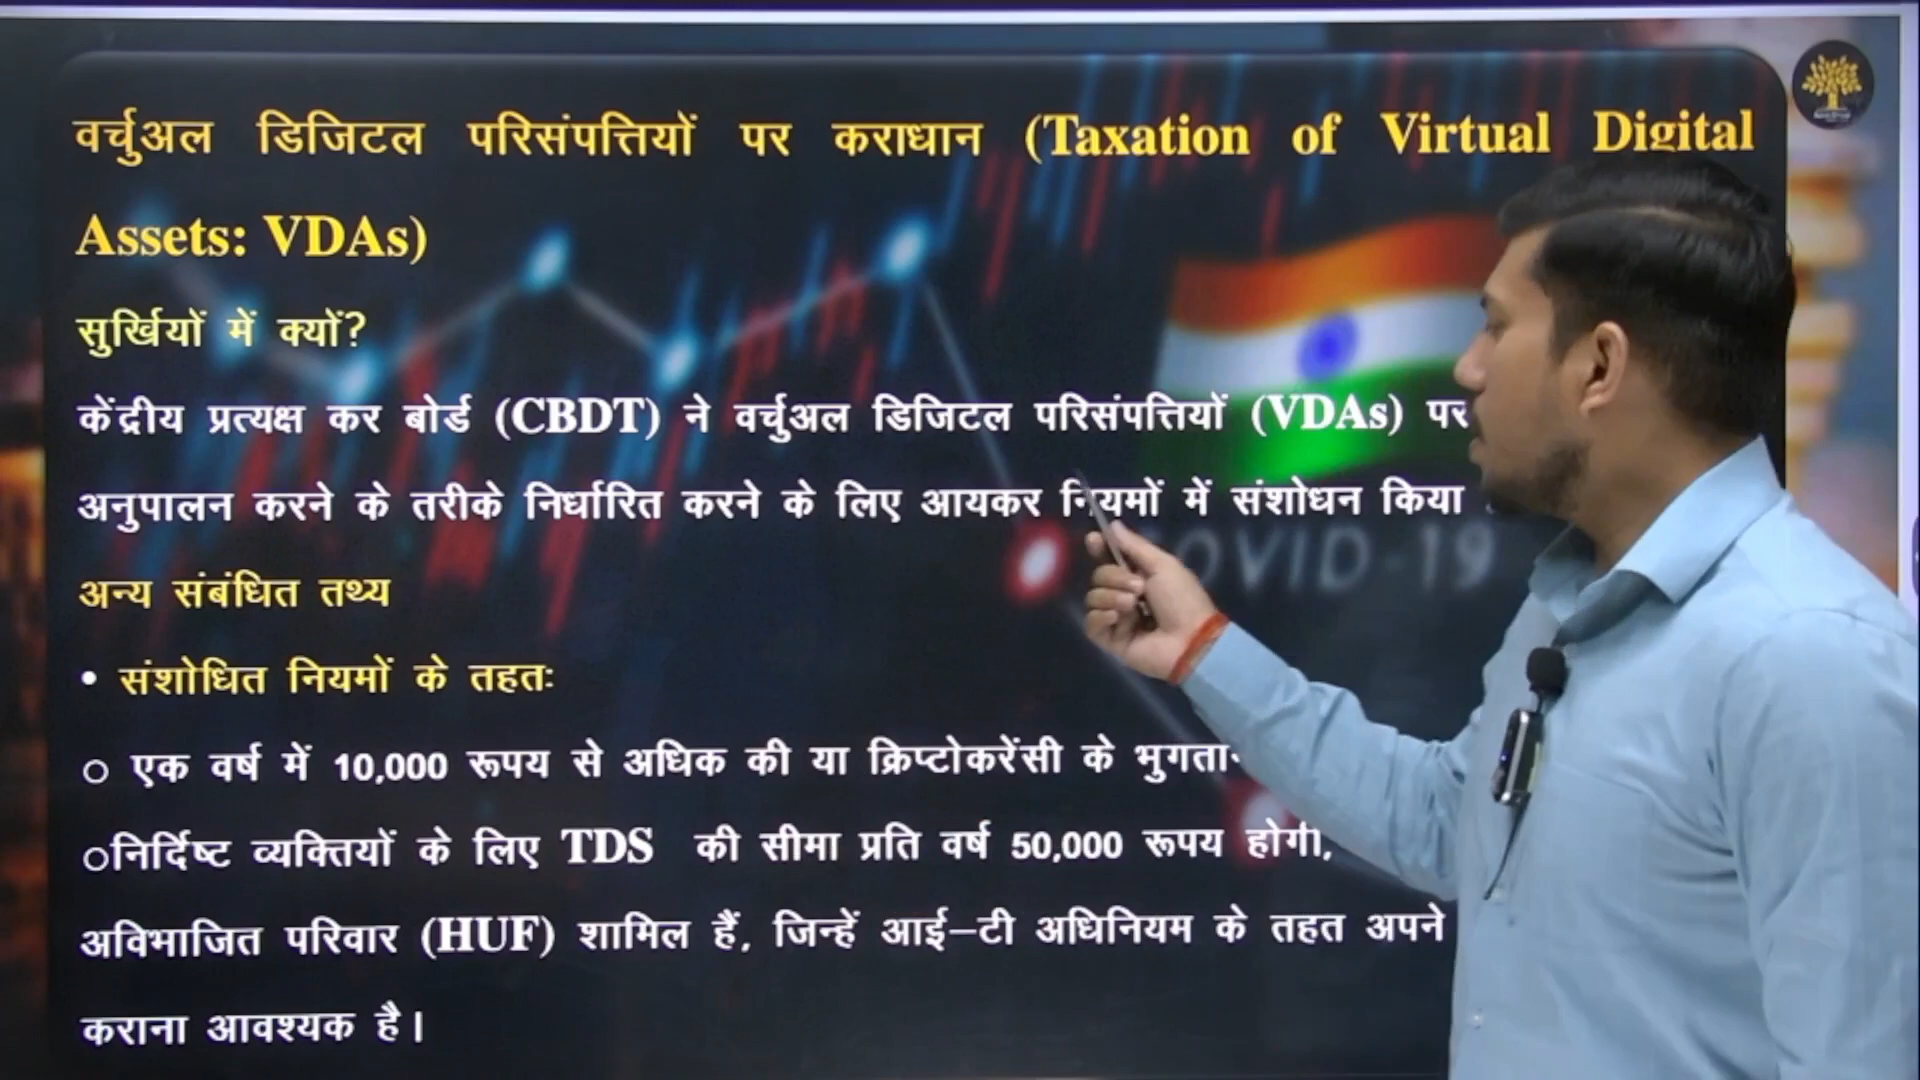 वर्चुअल डिजिटल परिसंपत्तियों पर कराधान (Taxation of Virtual Digital
Assets: VDAs)
सुर्खियों में क्यों?
केंद्रीय प्रत्यक्ष कर बोर्ड (CBDT) ने वर्चुअल डिजिटल परिसंपत्तियों (VDAs) पर
अनुपालन करने के तरीके निर्धारित करने के लिए आयकर नियमों में संशोधन किया
COVID-19
अन्य संबंधित तथ्य
• संशोधित नियमों के तहतः
○ एक वर्ष में 10,000 रूपय से अधिक की या क्रिप्टोकरेंसी के
○निर्दिष्ट व्यक्तियों के लिए TDS की सीमा प्रति वर्ष 50,000 रूपय होगी,
अविभाजित परिवार (HUF) शामिल हैं, जिन्हें आई–टी अधिनियम के तहत अपने
कराना आवश्यक है।